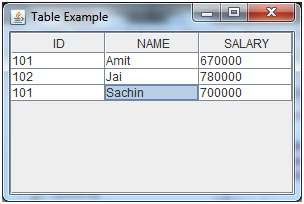 Table Example
ID NAME SALARY
101 Amit 670000
102 Jai 780000
101 Sachin 700000